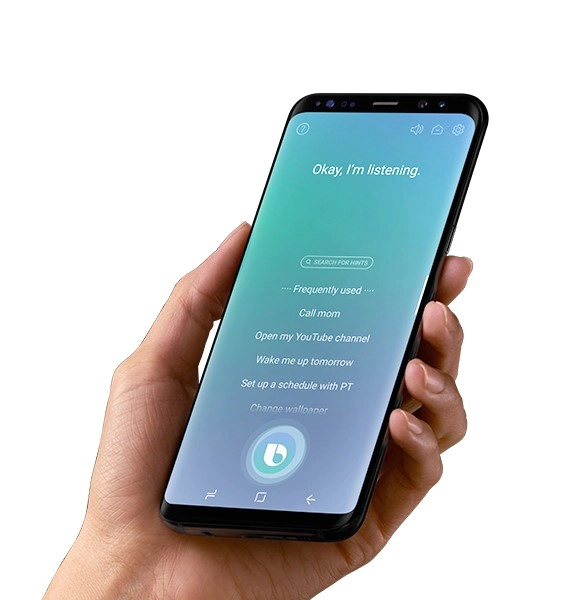 Okay, I'm listening.
SEARCH FOR HINTS
···· Frequently used ····
Call mom
Open my YouTube channel
Wake me up tomorrow
Set up a schedule with PT
Change wallpaper